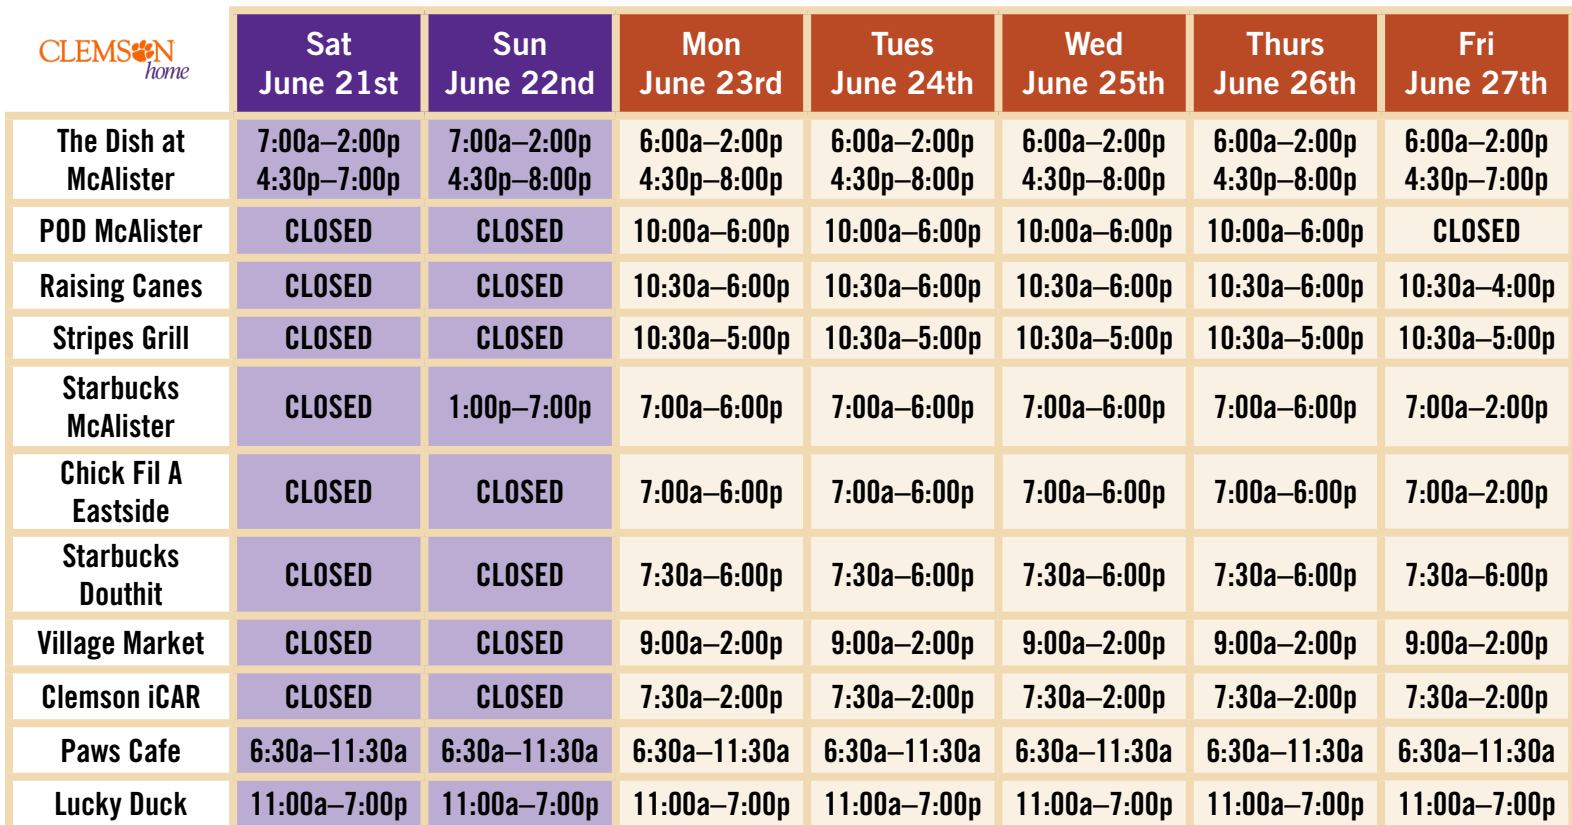 CLEMSON
home
Sat
June 21st
Sun
June 22nd
Mon
June 23rd
Tues
June 24th
Wed
June 25th
Thurs
June 26th
Fri
June 27th
The Dish at
McAlister
7:00a–2:00p
4:30p–7:00p
7:00a–2:00p
4:30p–8:00p
6:00a–2:00p
4:30p–8:00p
6:00a–2:00p
4:30p–8:00p
6:00a–2:00p
4:30p–8:00p
6:00a–2:00p
4:30p–8:00p
6:00a–2:00p
4:30p–7:00p
POD McAlister
CLOSED
CLOSED
10:00a–6:00p
10:00a–6:00p
10:00a–6:00p
10:00a–6:00p
CLOSED
Raising Canes
CLOSED
CLOSED
10:30a–6:00p
10:30a–6:00p
10:30a–6:00p
10:30a–6:00p
10:30a–4:00p
Stripes Grill
CLOSED
CLOSED
10:30a–5:00p
10:30a–5:00p
10:30a–5:00p
10:30a–5:00p
10:30a–5:00p
Starbucks
McAlister
CLOSED
1:00p–7:00p
7:00a–6:00p
7:00a–6:00p
7:00a–6:00p
7:00a–6:00p
7:00a–2:00p
Chick Fil A
Eastside
CLOSED
CLOSED
7:00a–6:00p
7:00a–6:00p
7:00a–6:00p
7:00a–6:00p
7:00a–2:00p
Starbucks
Douthit
CLOSED
CLOSED
7:30a–6:00p
7:30a–6:00p
7:30a–6:00p
7:30a–6:00p
7:30a–6:00p
Village Market
CLOSED
CLOSED
9:00a–2:00p
9:00a–2:00p
9:00a–2:00p
9:00a–2:00p
9:00a–2:00p
Clemson iCAR
CLOSED
CLOSED
7:30a–2:00p
7:30a–2:00p
7:30a–2:00p
7:30a–2:00p
7:30a–2:00p
Paws Cafe
6:30a–11:30a
6:30a–11:30a
6:30a–11:30a
6:30a–11:30a
6:30a–11:30a
6:30a–11:30a
6:30a–11:30a
Lucky Duck
11:00a–7:00p
11:00a–7:00p
11:00a–7:00p
11:00a–7:00p
11:00a–7:00p
11:00a–7:00p
11:00a–7:00p